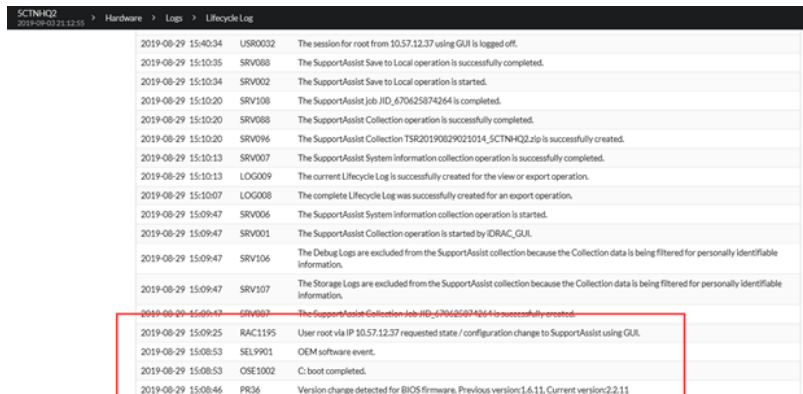 5CTNHQ2
2019-09-03 21:12:55
> Hardware > Logs > Lifecycle Log
2019-08-29 15:40:34 USR0032 The session for root from 10.57.12.37 using GUI is logged off.
2019-08-29 15:10:35 SRV088 The SupportAssist Save to Local operation is successfully completed.
2019-08-29 15:10:34 SRV002 The SupportAssist Save to Local operation is started.
2019-08-29 15:10:20 SRV108 The SupportAssist job JID_670625874264 is completed.
2019-08-29 15:10:20 SRV088 The SupportAssist Collection operation is successfully completed.
2019-08-29 15:10:20 SRV096 The SupportAssist Collection TSR20190829021014_5CTNHQ2.zip is successfully created.
2019-08-29 15:10:13 SRV007 The SupportAssist System information collection operation is successfully completed.
2019-08-29 15:10:13 LOG009 The current Lifecycle Log is successfully created for the view or export operation.
2019-08-29 15:10:07 LOG008 The complete Lifecycle Log was successfully created for an export operation.
2019-08-29 15:09:47 SRV006 The SupportAssist System information collection operation is started.
2019-08-29 15:09:47 SRV001 The SupportAssist Collection operation is started by iDRAC_GUI.
2019-08-29 15:09:47 SRV106 The Debug Logs are excluded from the SupportAssist collection because the Collection data is being filtered for personally identifiable
information.
2019-08-29 15:09:47 SRV107 The Storage Logs are excluded from the SupportAssist collection because the Collection data is being filtered for personally identifiable
information.
2019-08-29 15:09:47 SRV087 The SupportAssist Collection Job JID_670625874264 is successfully created.
2019-08-29 15:09:25 RAC1195 User root via IP 10.57.12.37 requested state / configuration change to SupportAssist using GUI.
2019-08-29 15:08:53 SEL9901 OEM software event.
2019-08-29 15:08:53 OSE1002 C: boot completed.
2019-08-29 15:08:46 PR36 Version change detected for BIOS firmware. Previous version:1.6.11, Current version:2.2.11